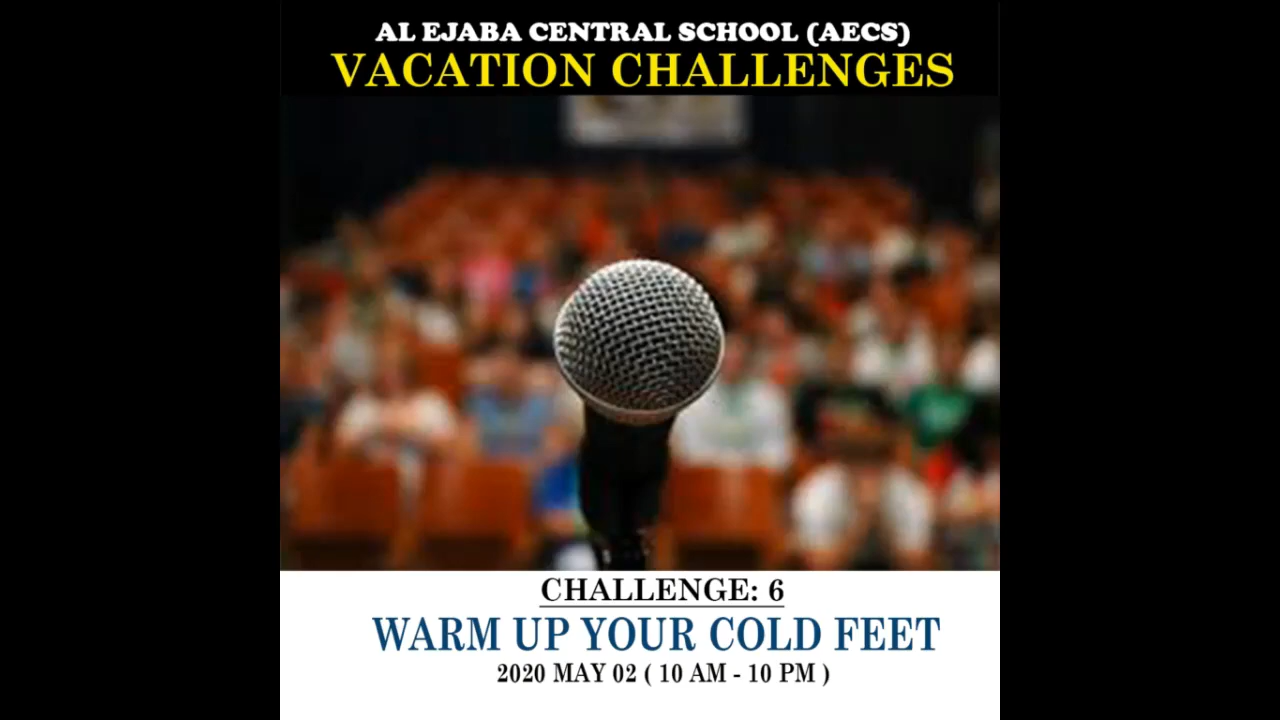 AL EJABA CENTRAL SCHOOL (AECS)
VACATION CHALLENGES
CHALLENGE: 6
WARM UP YOUR COLD FEET
2020 MAY 02 ( 10 AM - 10 PM )